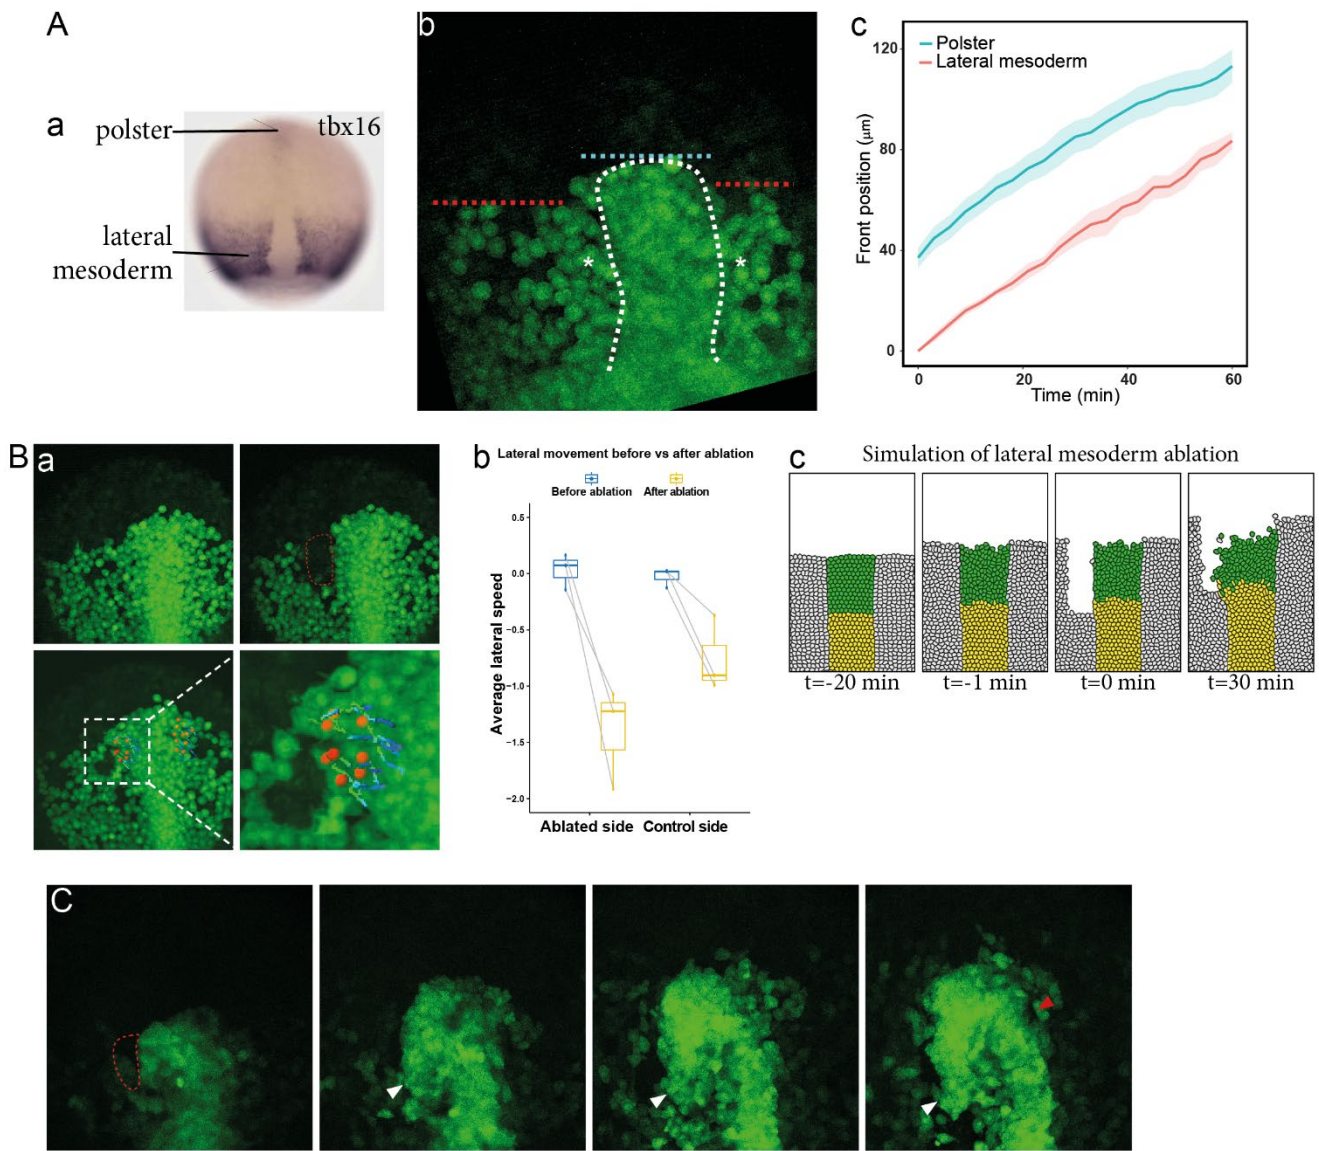 A
a
polster
tbx16
lateral
mesoderm
b
*
*
c
Polster
Lateral mesoderm
120
80
40
0
Front position (μm)
0
20
40
60
Time (min)
B
a
b
Lateral movement before vs after ablation
Before ablation
After ablation
0.5
0.0
−0.5
−1.0
−1.5
−2.0
Average lateral speed
Ablated side
Control side
c
Simulation of lateral mesoderm ablation
t=-20 min
t=-1 min
t=0 min
t=30 min
C